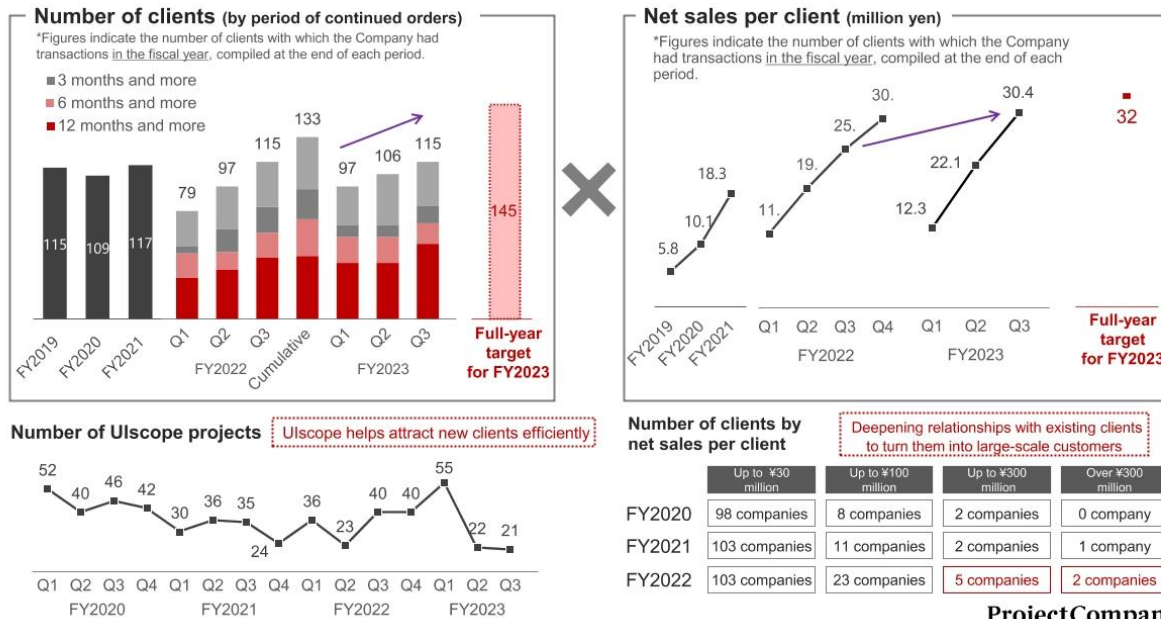 Number of clients (by period of continued orders)
*Figures indicate the number of clients with which the Company had
transactions in the fiscal year, compiled at the end of each period.
3 months and more
6 months and more
12 months and more
115
109
117
79
97
115
133
97
106
115
145
FY2019
FY2020
FY2021
Q1
Q2
Q3
Cumulative
Q1
Q2
Q3
FY2022
FY2023
Full-year
target
for FY2023
Net sales per client (million yen)
*Figures indicate the number of clients with which the Company
had transactions in the fiscal year, compiled at the end of each
period.
5.8
10.1
18.3
11.
19.
25.
30.
12.3
22.1
30.4
32
FY2019
FY2020
FY2021
Q1 Q2 Q3 Q4
FY2022
Q1 Q2 Q3
FY2023
Full-year
target
for FY2023
Number of UIscope projects
UIscope helps attract new clients efficiently
52
40
46
42
30
36
35
24
36
23
40
40
55
22
21
Q1 Q2 Q3 Q4 Q1 Q2 Q3 Q4 Q1 Q2 Q3 Q4 Q1 Q2 Q3
FY2020 FY2021 FY2022 FY2023
Number of clients by
net sales per client
Deepening relationships with existing clients
to turn them into large-scale customers
Up to ¥30 million
Up to ¥100 million
Up to ¥300 million
Over ¥300 million
FY2020 98 companies 8 companies 2 companies 0 company
FY2021 103 companies 11 companies 2 companies 1 company
FY2022 103 companies 23 companies 5 companies 2 companies
ProjectCompan